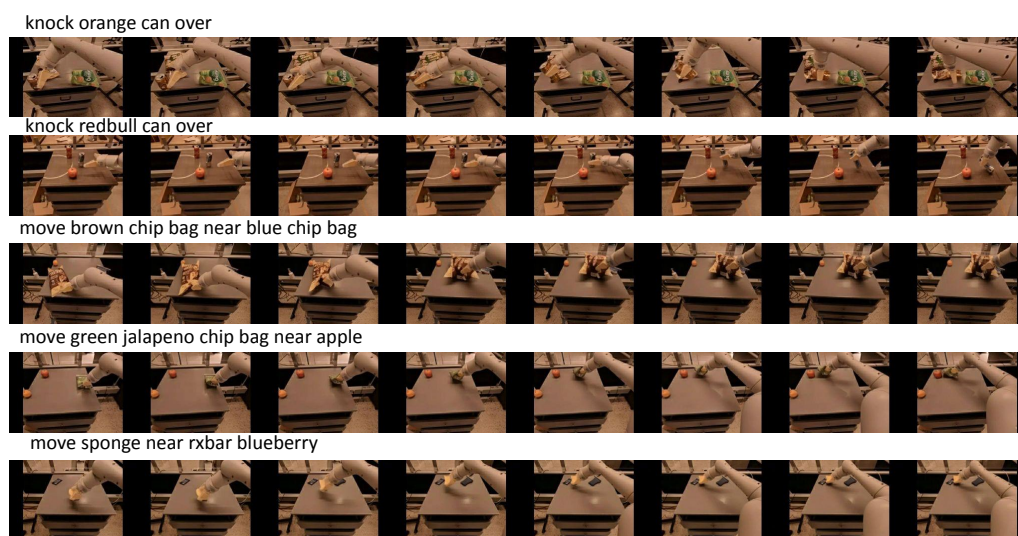 knock orange can over
knock redbull can over
move brown chip bag near blue chip bag
move green jalapeno chip bag near apple
move sponge near rxbar blueberry